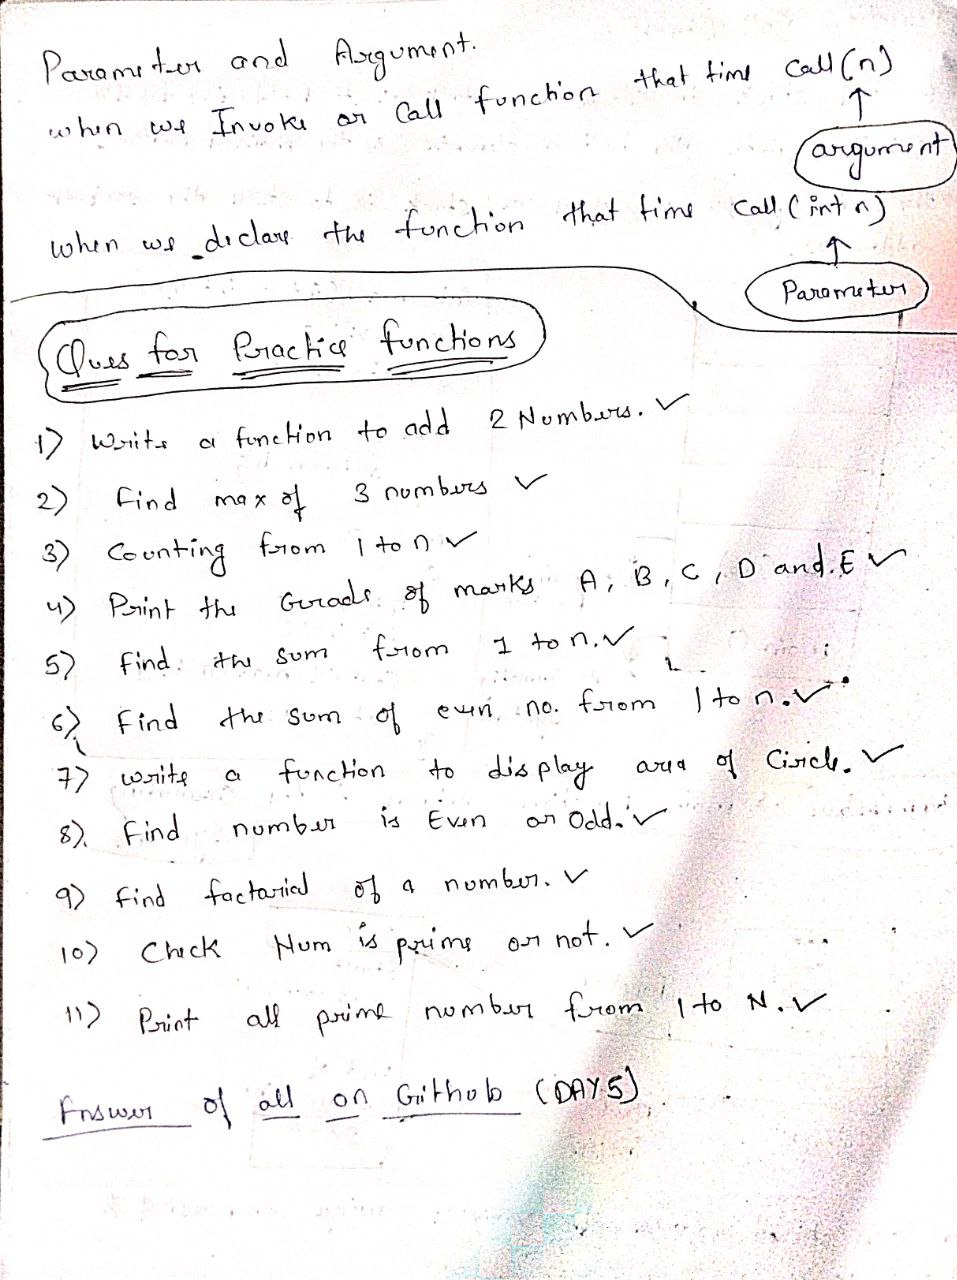 Parameter and Argument.
when we Invoke or Call function that time Call(n)
argument
when we declare the function that time Call(int n)
Parameter
Ques for Practice functions
1) Write a function to add 2 Numbers. ✓
2) Find max of 3 numbers ✓
3) Counting from 1 to n ✓
4) Print the Grade of marks A, B, C, D and E ✓
5) Find the sum from 1 to n. ✓
6) Find the sum of even no. from 1 to n. ✓
7) write a function to display area of Circle. ✓
8) Find number is Even or Odd. ✓
9) Find factorial of a number. ✓
10) Check Num is prime or not. ✓
11) Print all prime number from 1 to N. ✓
Answer of all on Github (DAY 5)